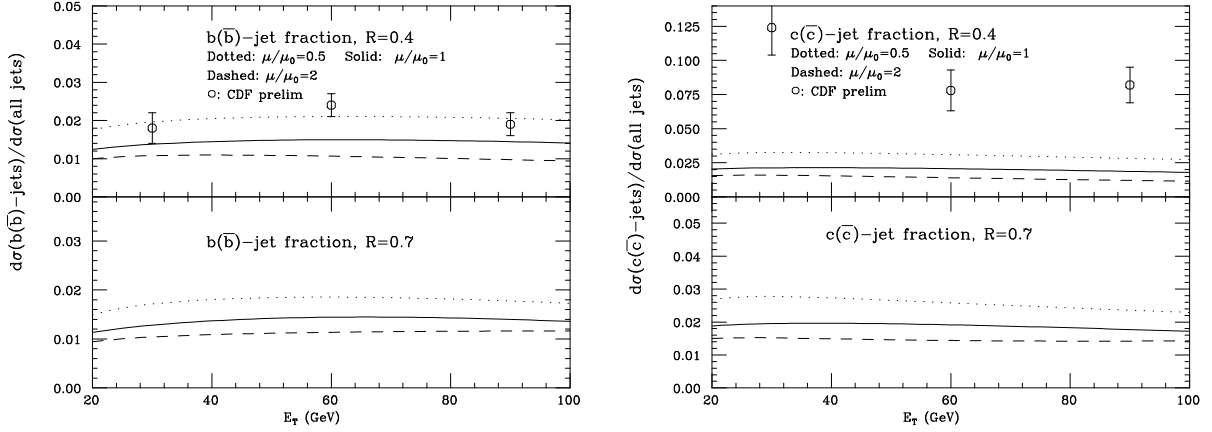 dσ(b(b̅)-jets)/dσ(all jets)
0.05
0.04
0.03
0.02
0.01
0.00
b(b̅)-jet fraction, R=0.4
Dotted: μ/μ₀=0.5 Solid: μ/μ₀=1
Dashed: μ/μ₀=2
: CDF prelim
0.03
0.02
0.01
0.00
b(b̅)-jet fraction, R=0.7
20 40 60 80 100
E_T (GeV)
dσ(c(c̅)-jets)/dσ(all jets)
0.125
0.100
0.075
0.050
0.025
0.000
c(c̅)-jet fraction, R=0.4
Dotted: μ/μ₀=0.5 Solid: μ/μ₀=1
Dashed: μ/μ₀=2
: CDF prelim
0.05
0.04
0.03
0.02
0.01
0.00
c(c̅)-jet fraction, R=0.7
20 40 60 80 100
E_T (GeV)